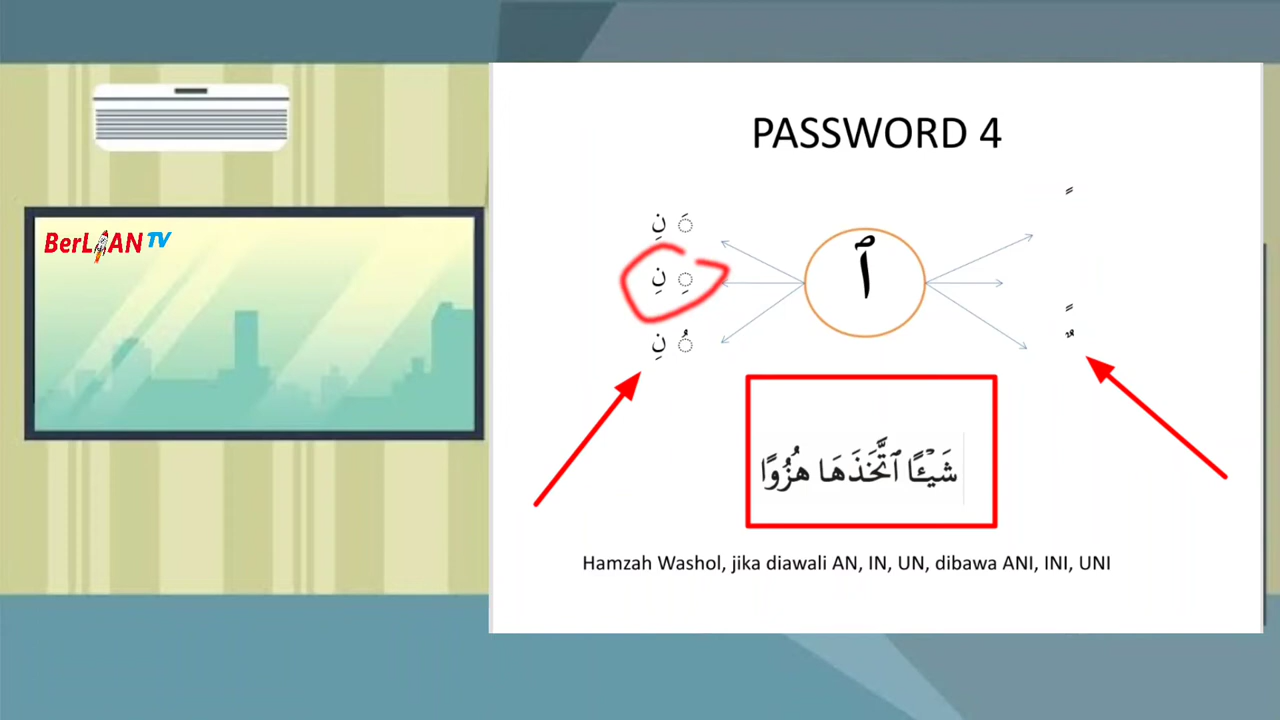 BerLIAN TV
PASSWORD 4
ٱ
شَيْـًٔا ٱتَّخَذَهَا هُزُوًا
Hamzah Washol, jika diawali AN, IN, UN, dibawa ANI, INI, UNI